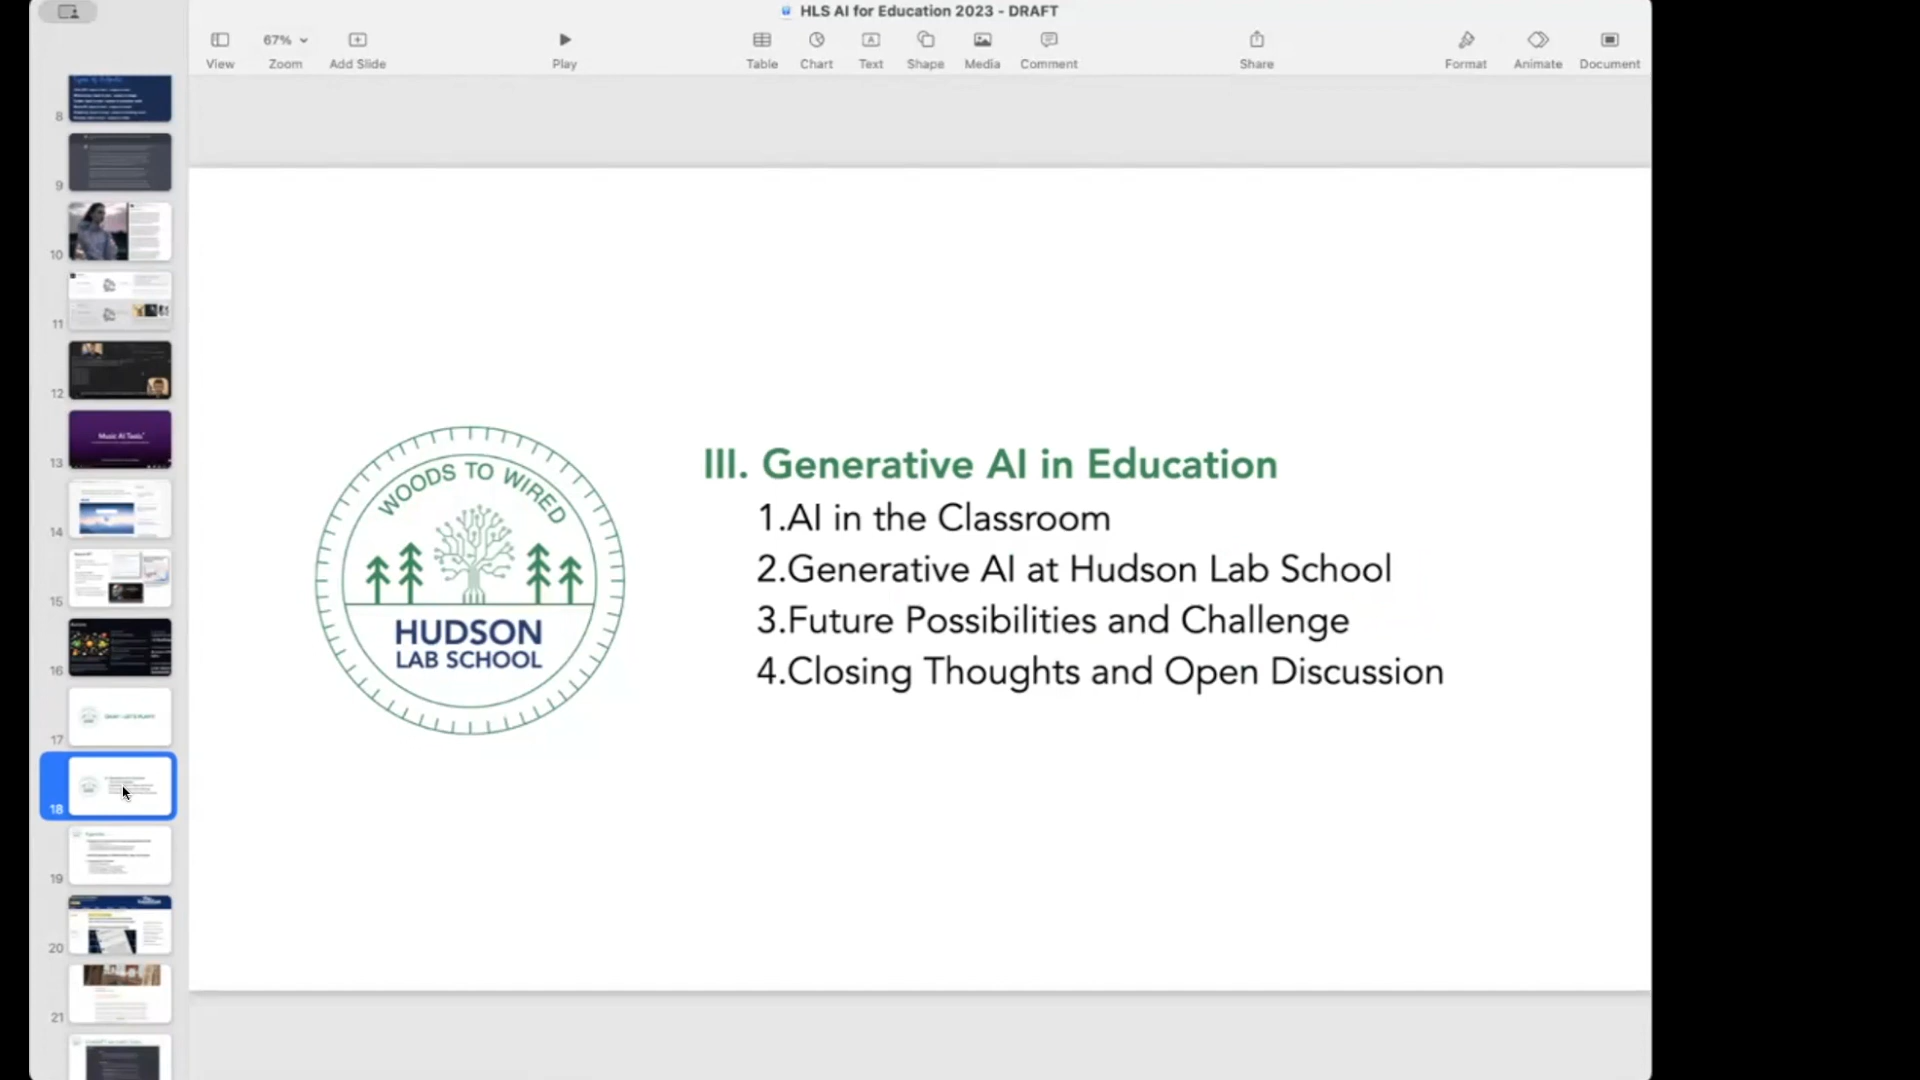 HLS AI for Education 2023 - DRAFT
67%
View
Zoom
Add Slide
Play
Table
Chart
Text
Shape
Media
Comment
Share
Format
Animate
Document
8
9
10
11
12
13
Music AI Tools
14
15
16
17
18
19
20
21
WOODS TO WIRED
HUDSON
LAB SCHOOL
III. Generative AI in Education
1.AI in the Classroom
2.Generative AI at Hudson Lab School
3.Future Possibilities and Challenge
4.Closing Thoughts and Open Discussion